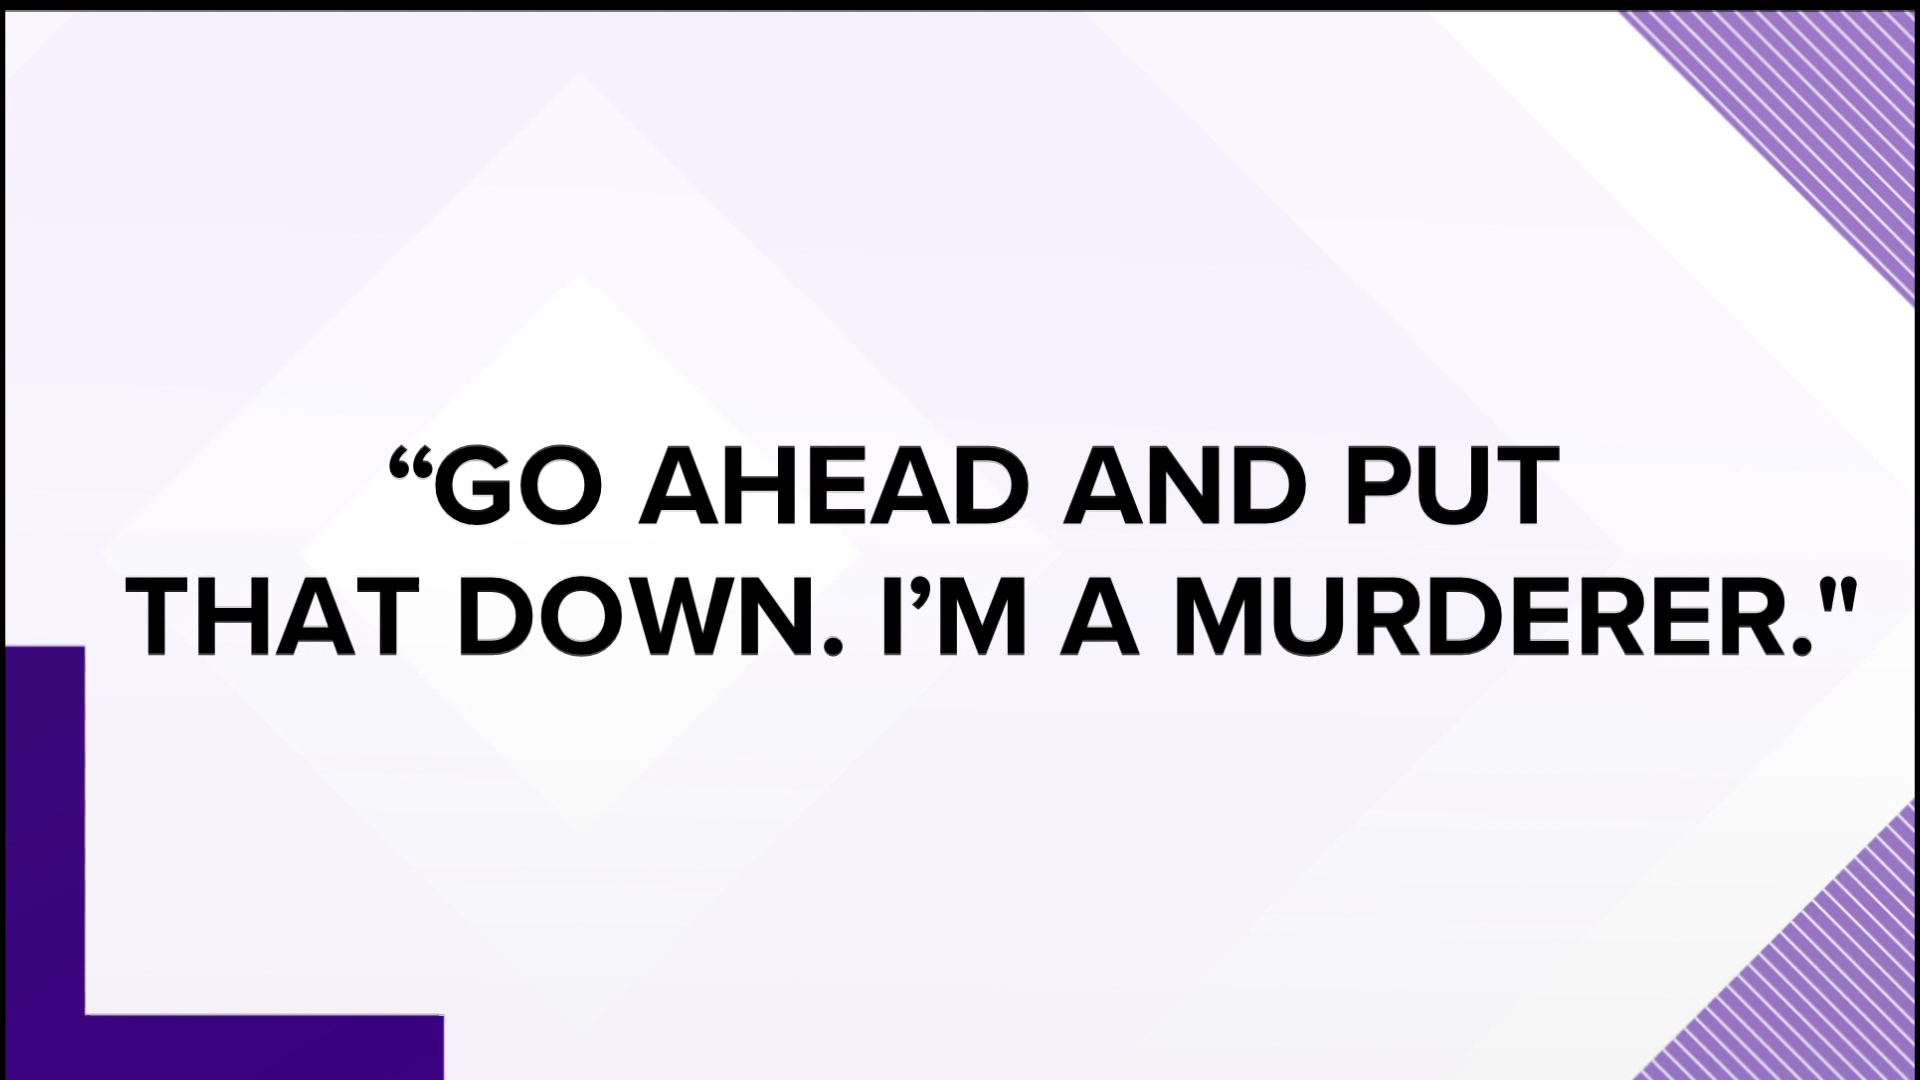 “GO AHEAD AND PUT
THAT DOWN. I’M A MURDERER."